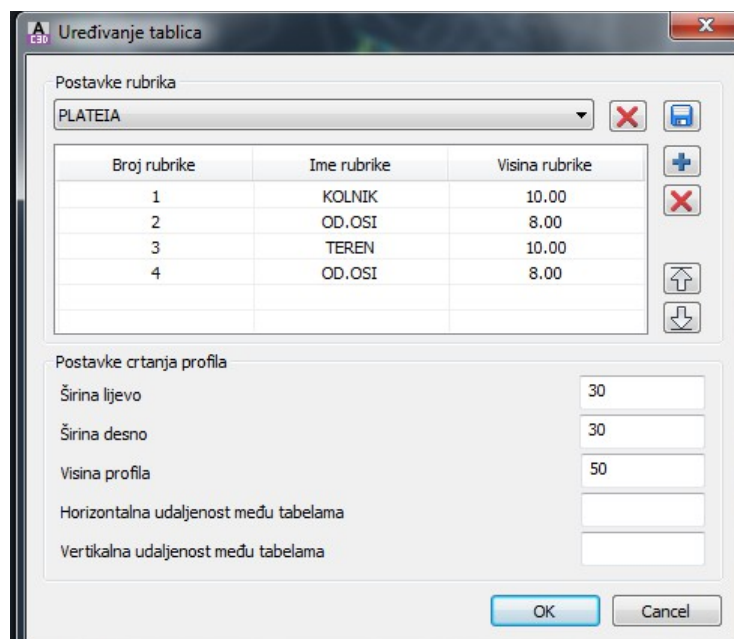 A
C3D
Uređivanje tablica
Postavke rubrika
PLATEIA
Broj rubrike Ime rubrike Visina rubrike
1 KOLNIK 10.00
2 OD.OSI 8.00
3 TEREN 10.00
4 OD.OSI 8.00
Postavke crtanja profila
Širina lijevo 30
Širina desno 30
Visina profila 50
Horizontalna udaljenost među tabelama
Vertikalna udaljenost među tabelama
OK Cancel